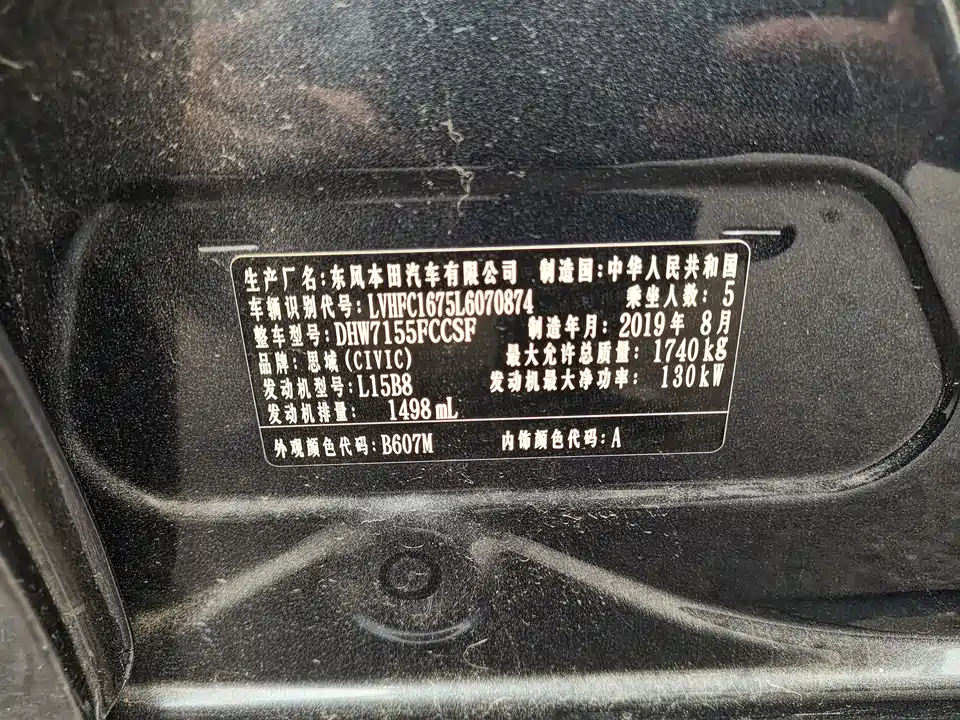 生产厂名:东风本田汽车有限公司 制造国:中华人民共和国
车辆识别代号: LVHFC1675L6070874 乘坐人数: 5
整车型号:DHW7155FCCSF 制造年月: 2019年 8月
品牌: 思域(CIVIC) 最大允许总质量: 1740kg
发动机型号:L15B8 发动机最大净功率: 130kW
发动机排量: 1498mL
外观颜色代码:B607M 内饰颜色代码:A